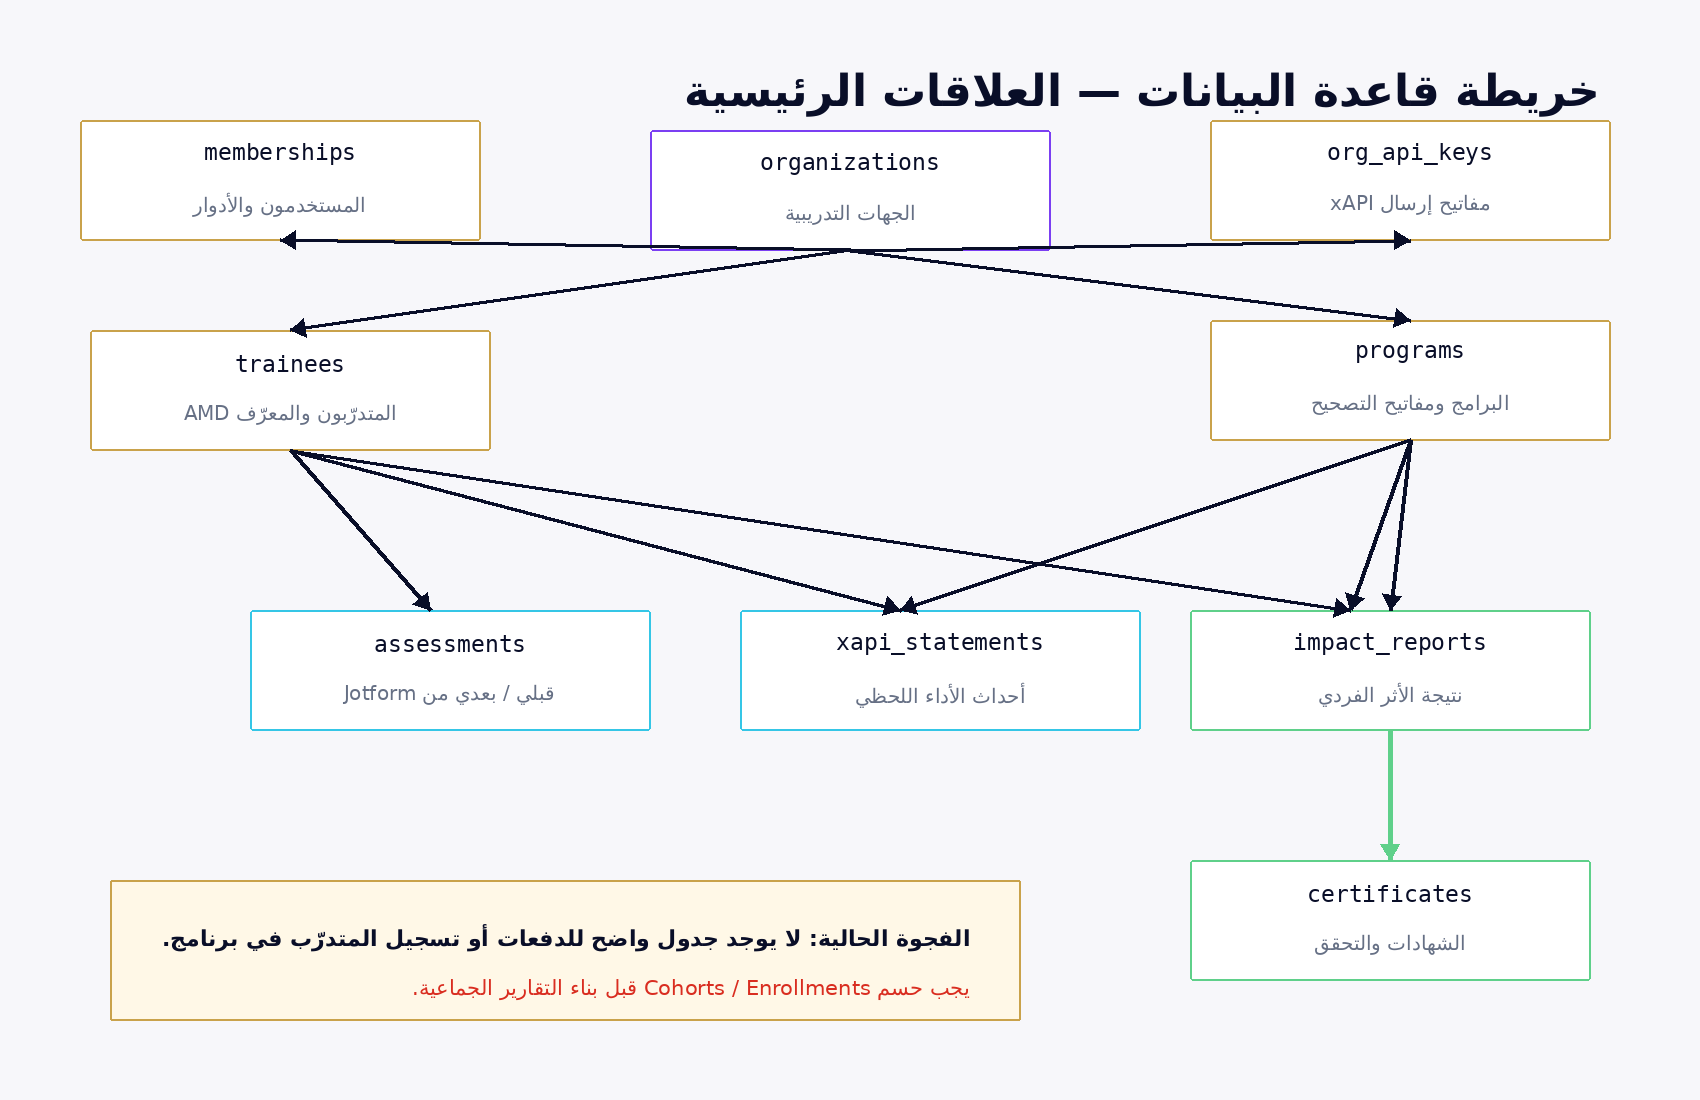 خريطة قاعدة البيانات — العلاقات الرئيسية
memberships
المستخدمون والأدوار
organizations
الجهات التدريبية
org_api_keys
مفاتيح إرسال xAPI
trainees
المتدرّبون والمعرّف AMD
programs
البرامج ومفاتيح التصحيح
assessments
قبلي / بعدي من Jotform
xapi_statements
أحداث الأداء اللحظي
impact_reports
نتيجة الأثر الفردي
certificates
الشهادات والتحقق
الفجوة الحالية: لا يوجد جدول واضح للدفعات أو تسجيل المتدرّب في برنامج.
يجب حسم Cohorts / Enrollments قبل بناء التقارير الجماعية.